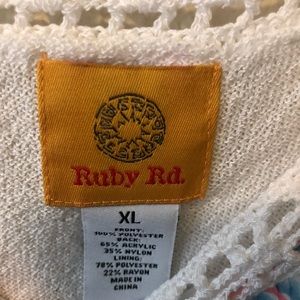 Ruby Rd.
XL
FRONT:
100% POLYESTER
BACK:
65% ACRYLIC
35% NYLON
LINING:
78% POLYESTER
22% RAYON
MADE IN
CHINA